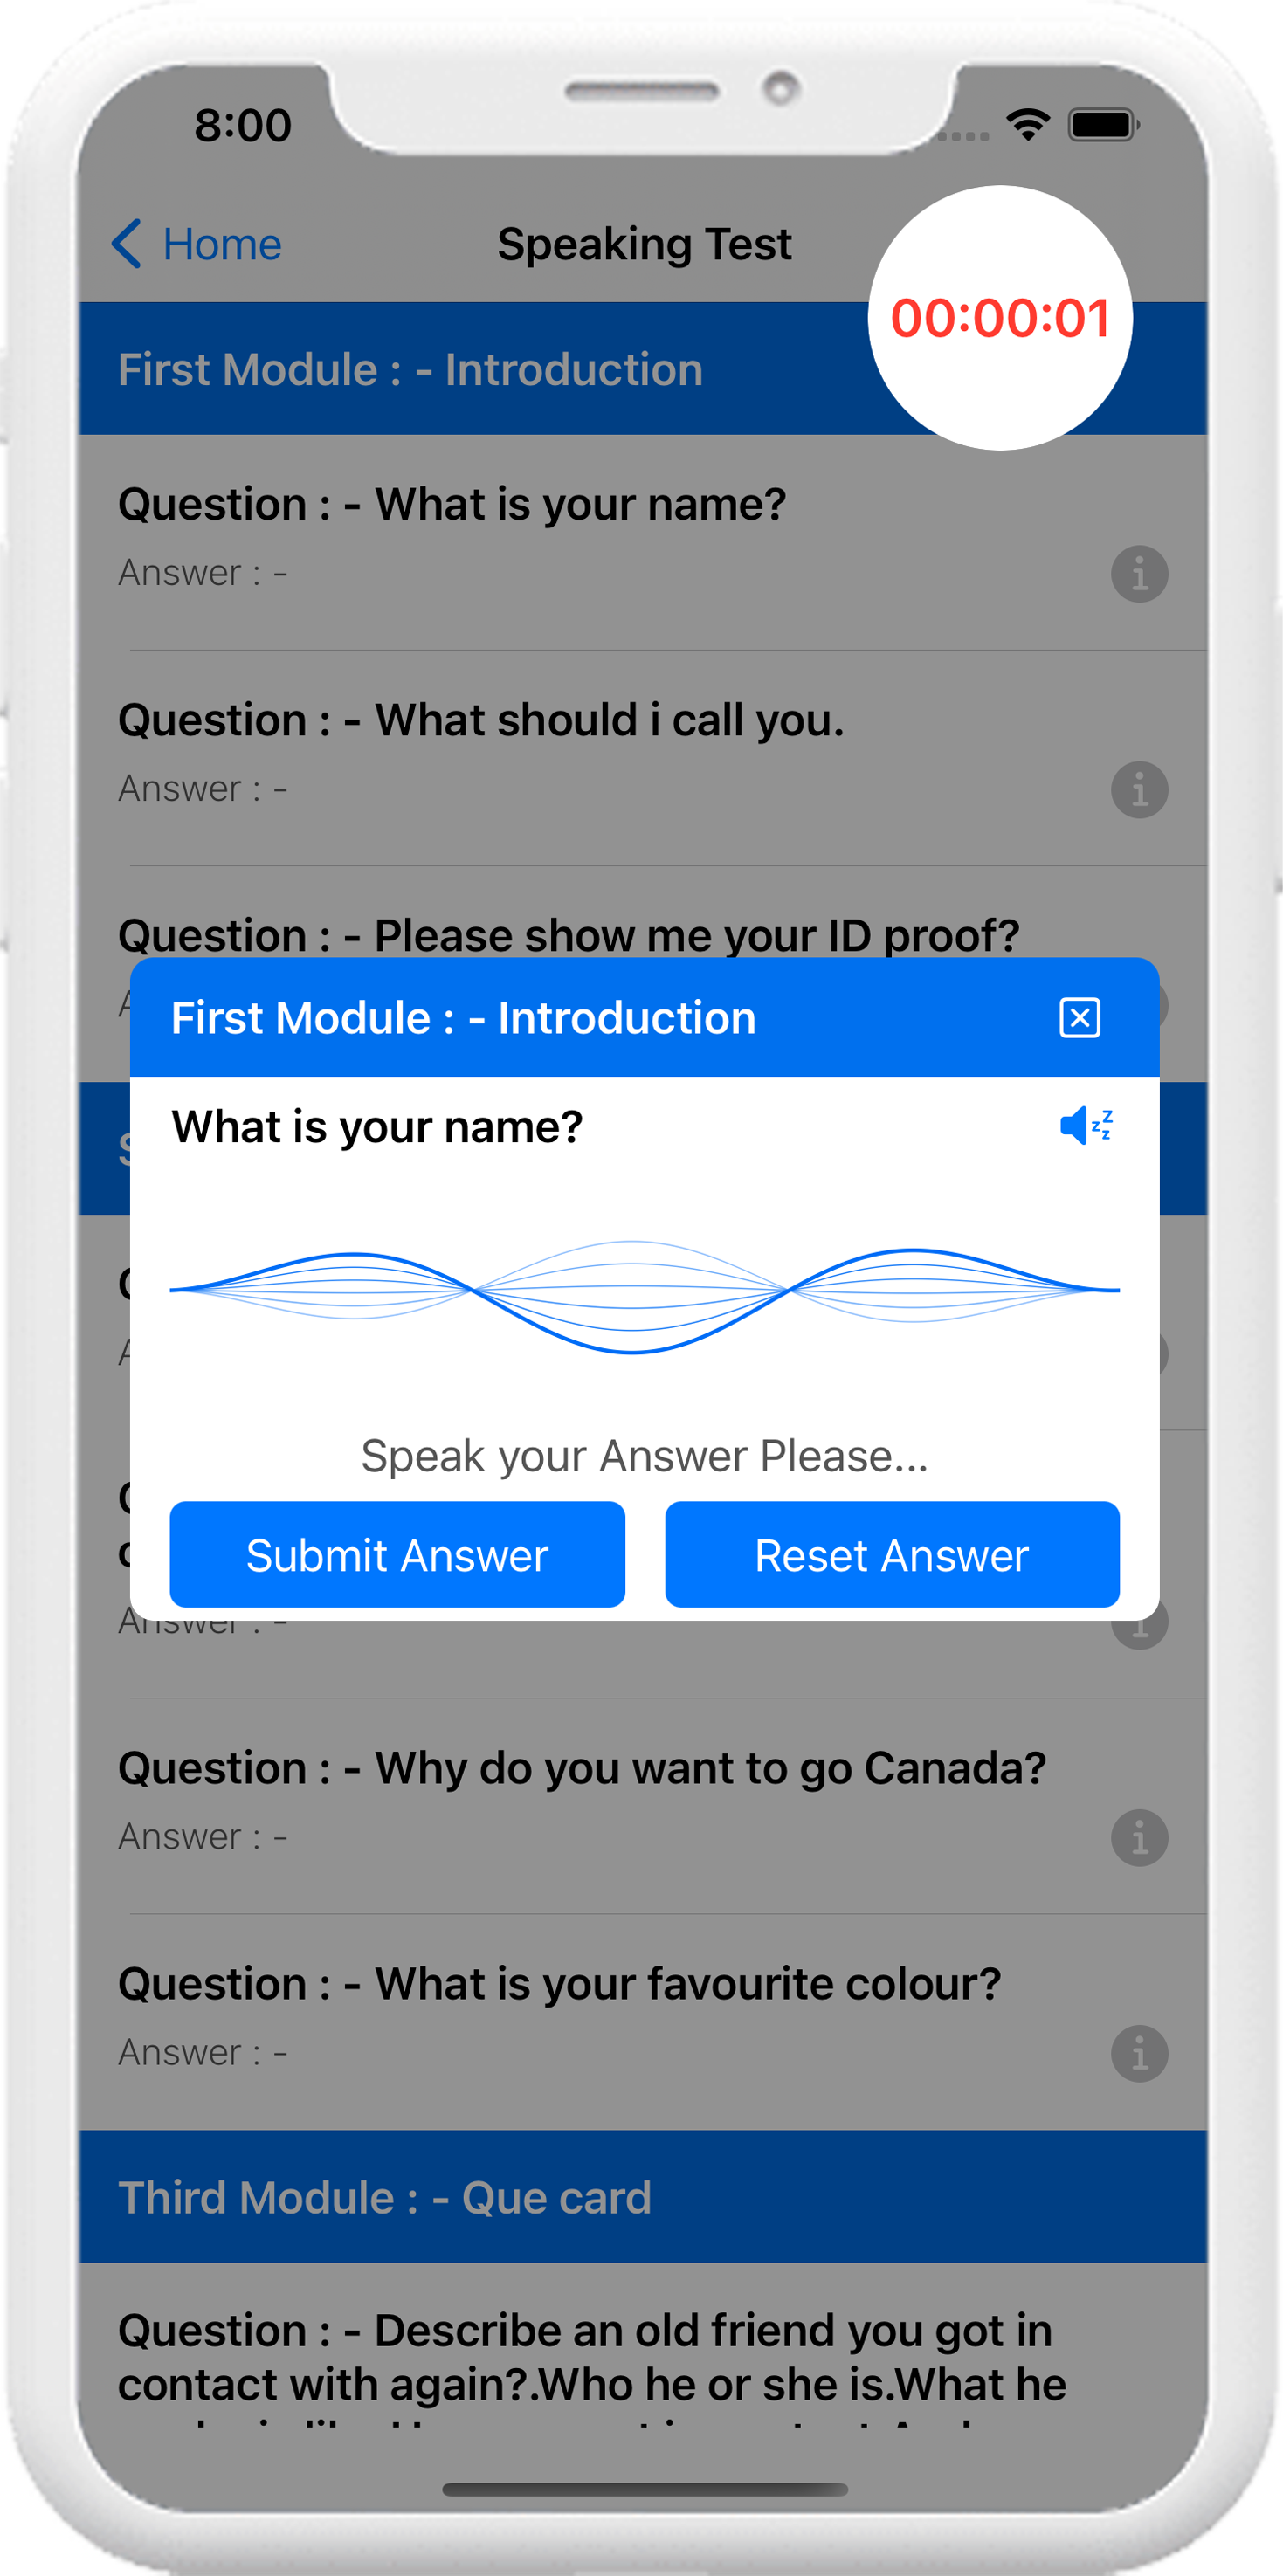 8:00
Home
Speaking Test
00:00:01
First Module : - Introduction
Question : - What is your name?
Answer : -
Question : - What should i call you.
Answer : -
Question : - Please show me your ID proof?
First Module : - Introduction
What is your name?
Speak your Answer Please...
Submit Answer
Reset Answer
Answer : -
Question : - Why do you want to go Canada?
Answer : -
Question : - What is your favourite colour?
Answer : -
Third Module : - Que card
Question : - Describe an old friend you got in
contact with again?.Who he or she is.What he